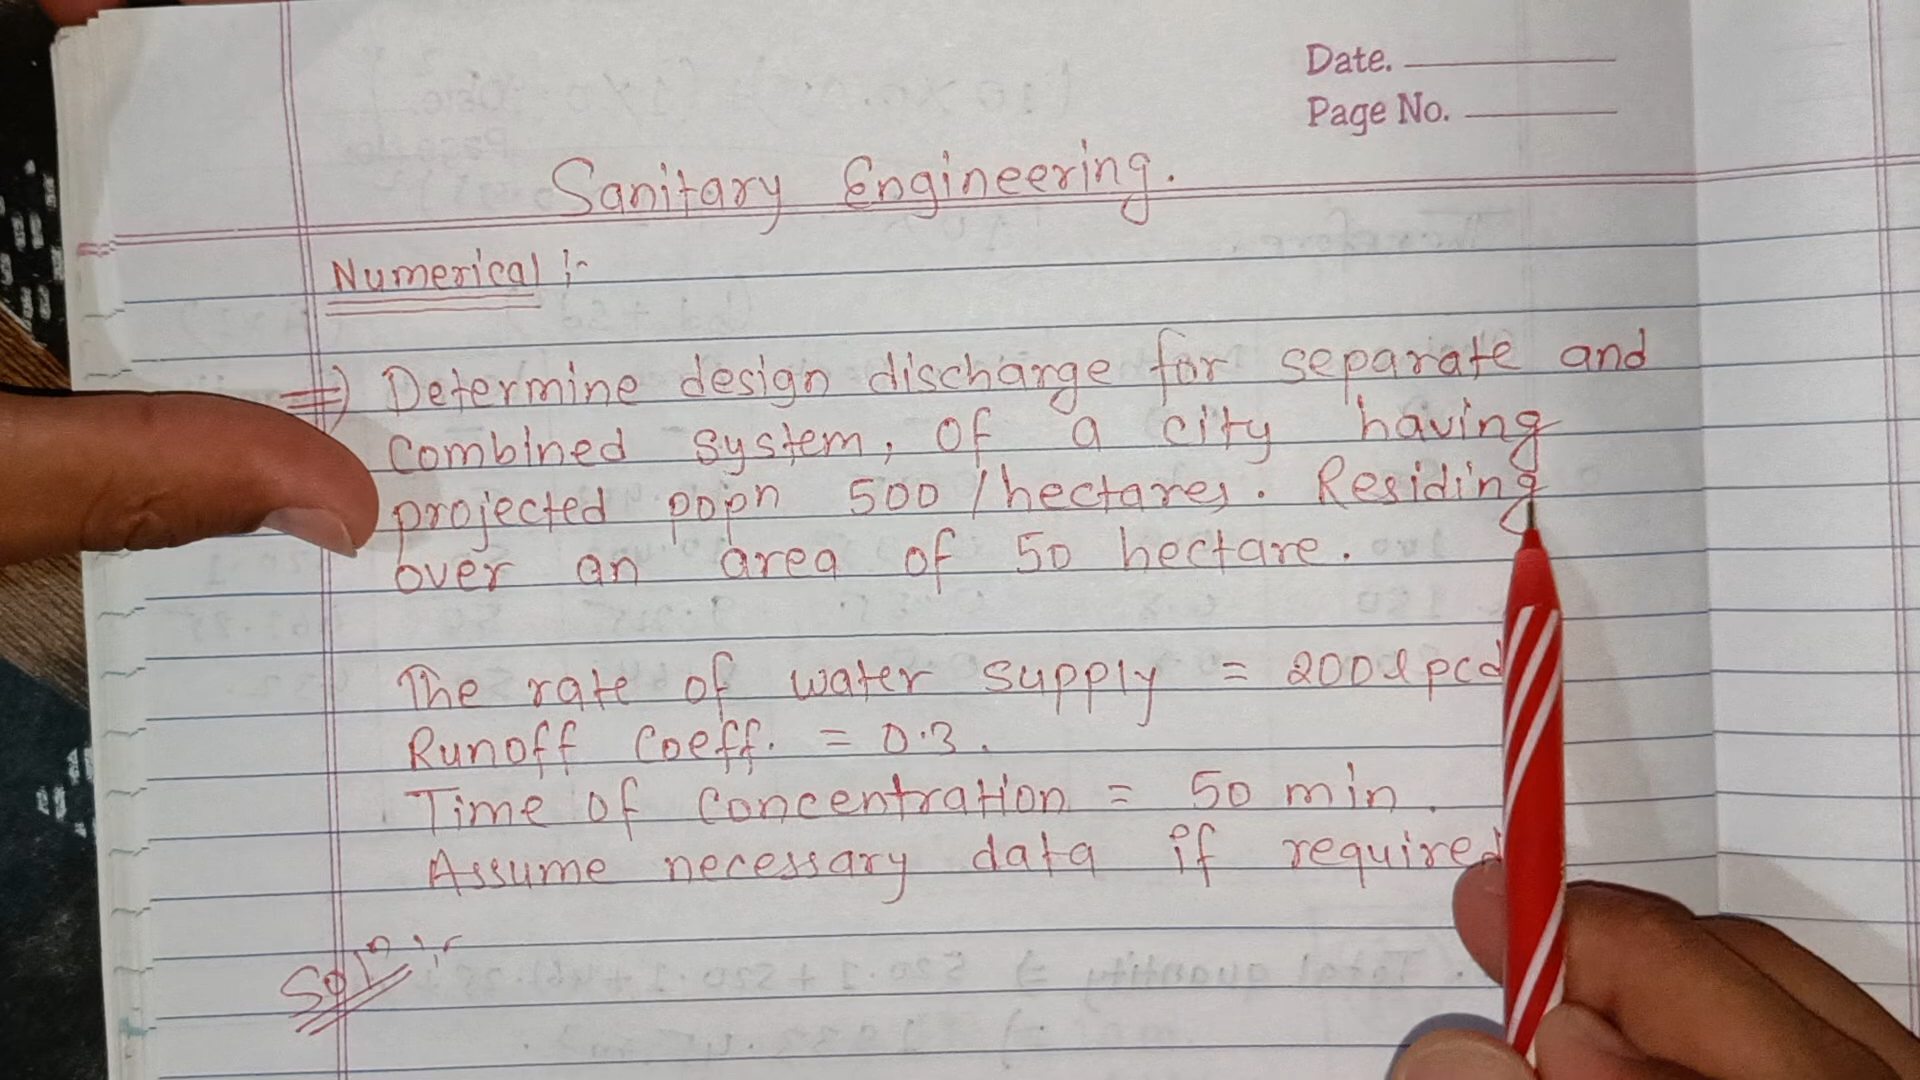 Date.
Page No.
Sanitary Engineering.
Numerical :-
⇒) Determine design discharge for separate and
combined system, of a city having
projected popn 500 / hectares. Residing
over an area of 50 hectare.
The rate of water supply = 200 lpcd
Runoff coeff. = 0.3.
Time of concentration = 50 min.
Assume necessary data if required
Soln :-